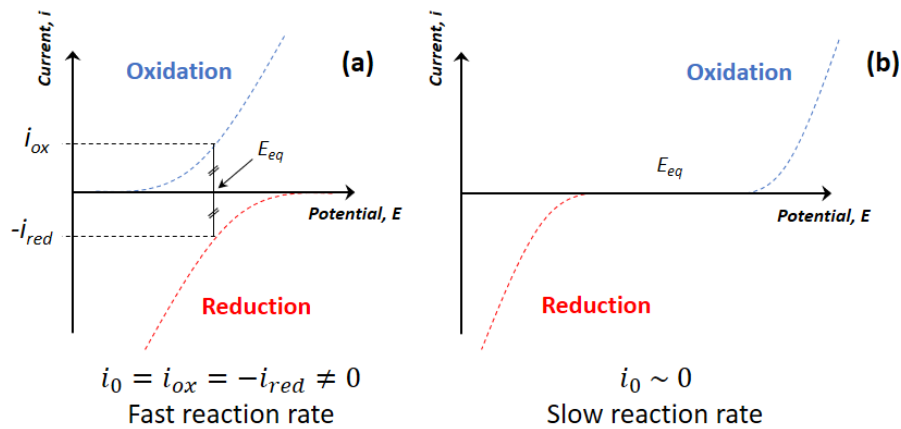 Current, i
Oxidation
(a)
i_ox
E_eq
Potential, E
-i_red
Reduction
i_0 = i_ox = −i_red ≠ 0
Fast reaction rate
Current, i
Oxidation
(b)
E_eq
Potential, E
Reduction
i_0 ~ 0
Slow reaction rate